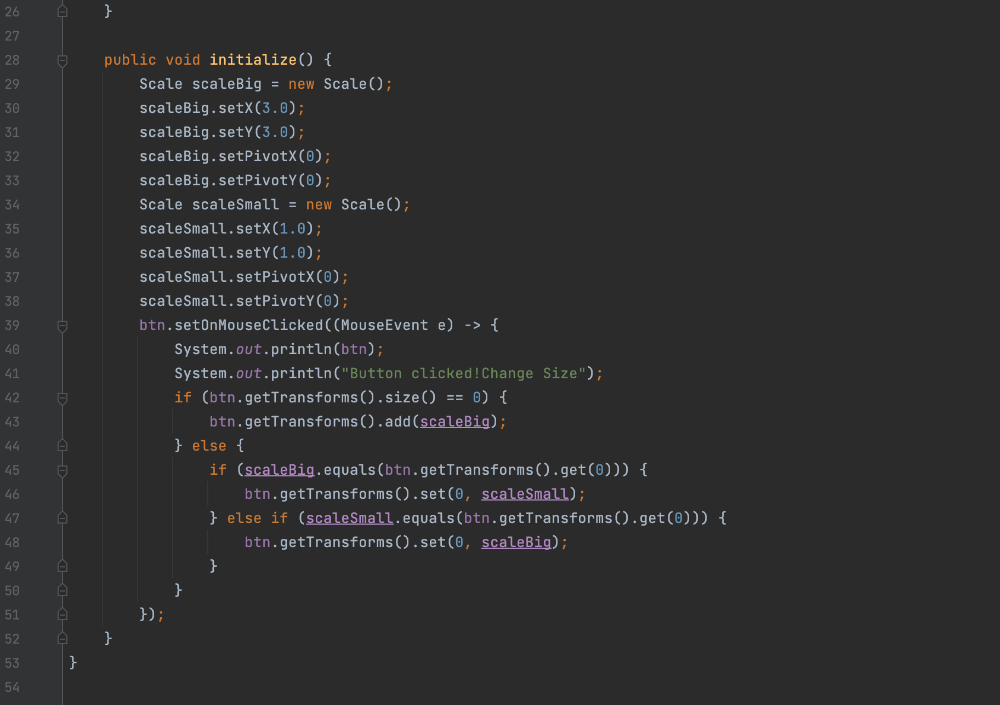 26 }
27
28 public void initialize() {
29 Scale scaleBig = new Scale();
30 scaleBig.setX(3.0);
31 scaleBig.setY(3.0);
32 scaleBig.setPivotX(0);
33 scaleBig.setPivotY(0);
34 Scale scaleSmall = new Scale();
35 scaleSmall.setX(1.0);
36 scaleSmall.setY(1.0);
37 scaleSmall.setPivotX(0);
38 scaleSmall.setPivotY(0);
39 btn.setOnMouseClicked((MouseEvent e) -> {
40 System.out.println(btn);
41 System.out.println("Button clicked!Change Size");
42 if (btn.getTransforms().size() == 0) {
43 btn.getTransforms().add(scaleBig);
44 } else {
45 if (scaleBig.equals(btn.getTransforms().get(0))) {
46 btn.getTransforms().set(0, scaleSmall);
47 } else if (scaleSmall.equals(btn.getTransforms().get(0))) {
48 btn.getTransforms().set(0, scaleBig);
49 }
50 }
51 });
52 }
53 }
54